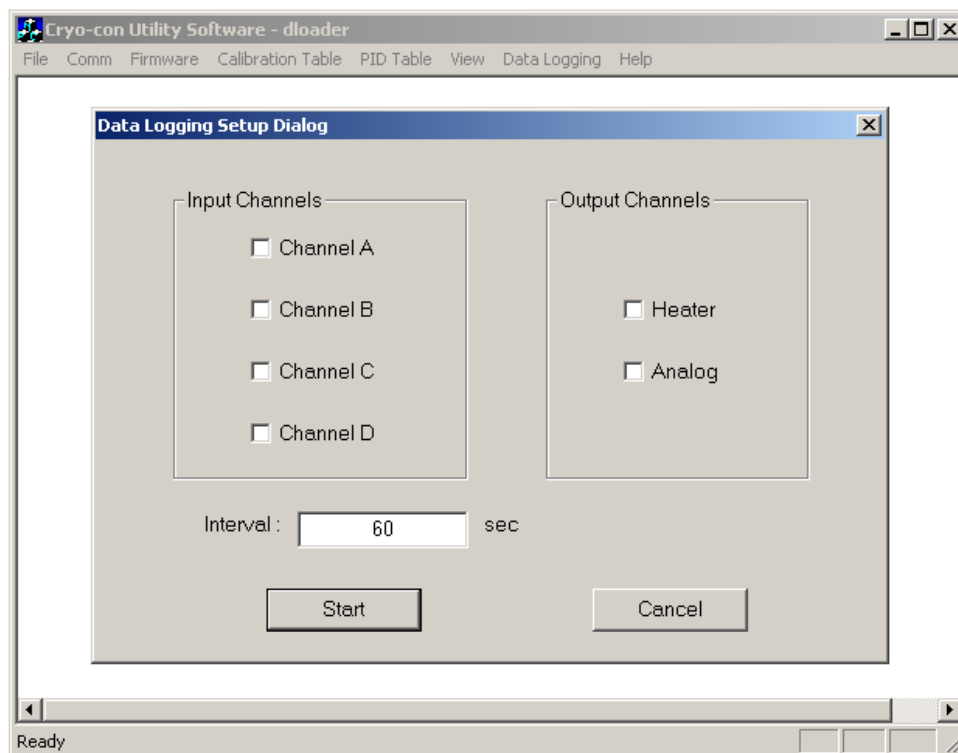 Cryo-con Utility Software - dloader
File Comm Firmware Calibration Table PID Table View Data Logging Help
Data Logging Setup Dialog
Input Channels
Channel A
Channel B
Channel C
Channel D
Output Channels
Heater
Analog
Interval : 60 sec
Start Cancel
Ready